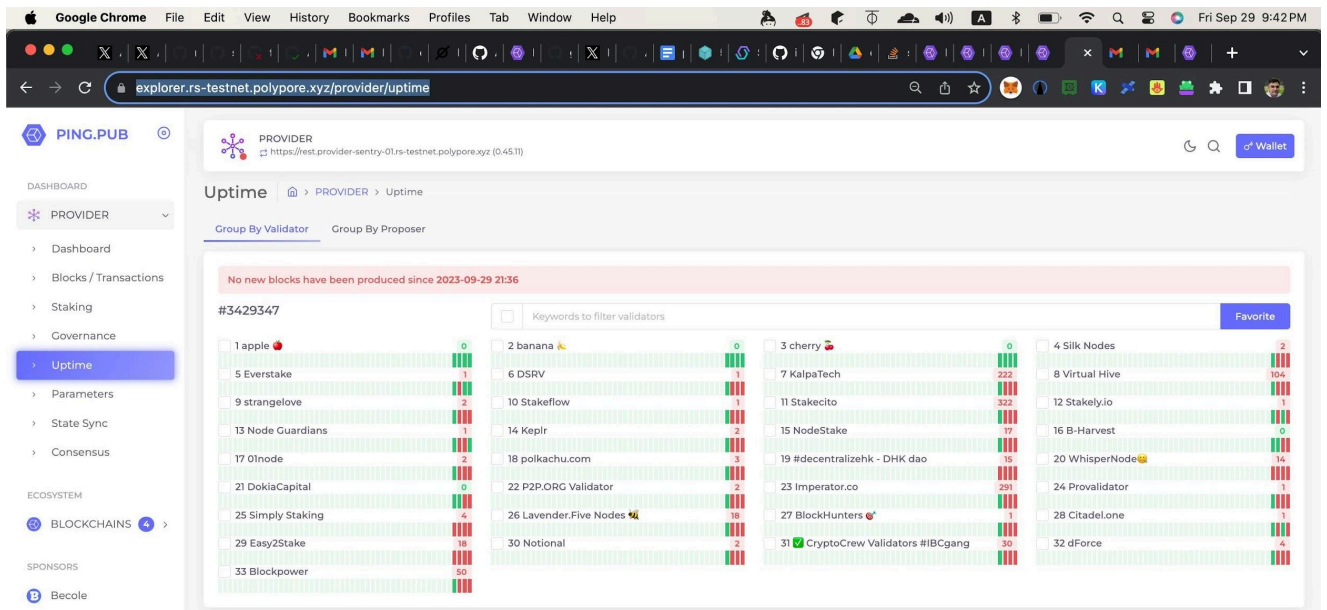 Google Chrome File Edit View History Bookmarks Profiles Tab Window Help Fri Sep 29 9:42 PM
explorer.rs-testnet.polypore.xyz/provider/uptime
PING.PUB
PROVIDER
https://rest.provider-sentry-01.rs-testnet.polypore.xyz (0.45.11)
Wallet
DASHBOARD
PROVIDER
Dashboard
Blocks / Transactions
Staking
Governance
Uptime
Parameters
State Sync
Consensus
ECOSYSTEM
BLOCKCHAINS 4
SPONSORS
Becole
Uptime PROVIDER > Uptime
Group By Validator Group By Proposer
No new blocks have been produced since 2023-09-29 21:36
#3429347 Keywords to filter validators Favorite
1 apple 🍎 0 2 banana 🍌 0 3 cherry 🍒 0 4 Silk Nodes 2
5 Everstake 1 6 DSRV 1 7 KalpaTech 222 8 Virtual Hive 104
9 strangelove 2 10 Stakeflow 1 11 Stakecito 322 12 Stakely.io 1
13 Node Guardians 1 14 Keplr 2 15 NodeStake 17 16 B-Harvest 0
17 01node 2 18 polkachu.com 3 19 #decentralizehk - DHK dao 15 20 WhisperNode🤐 14
21 DokiaCapital 0 22 P2P.ORG Validator 2 23 Imperator.co 291 24 Provalidator 1
25 Simply Staking 4 26 Lavender.Five Nodes 🐝 18 27 BlockHunters 🎯 1 28 Citadel.one 1
29 Easy2Stake 18 30 Notional 2 31 ✅ CryptoCrew Validators #IBCgang 30 32 dForce 4
33 Blockpower 50